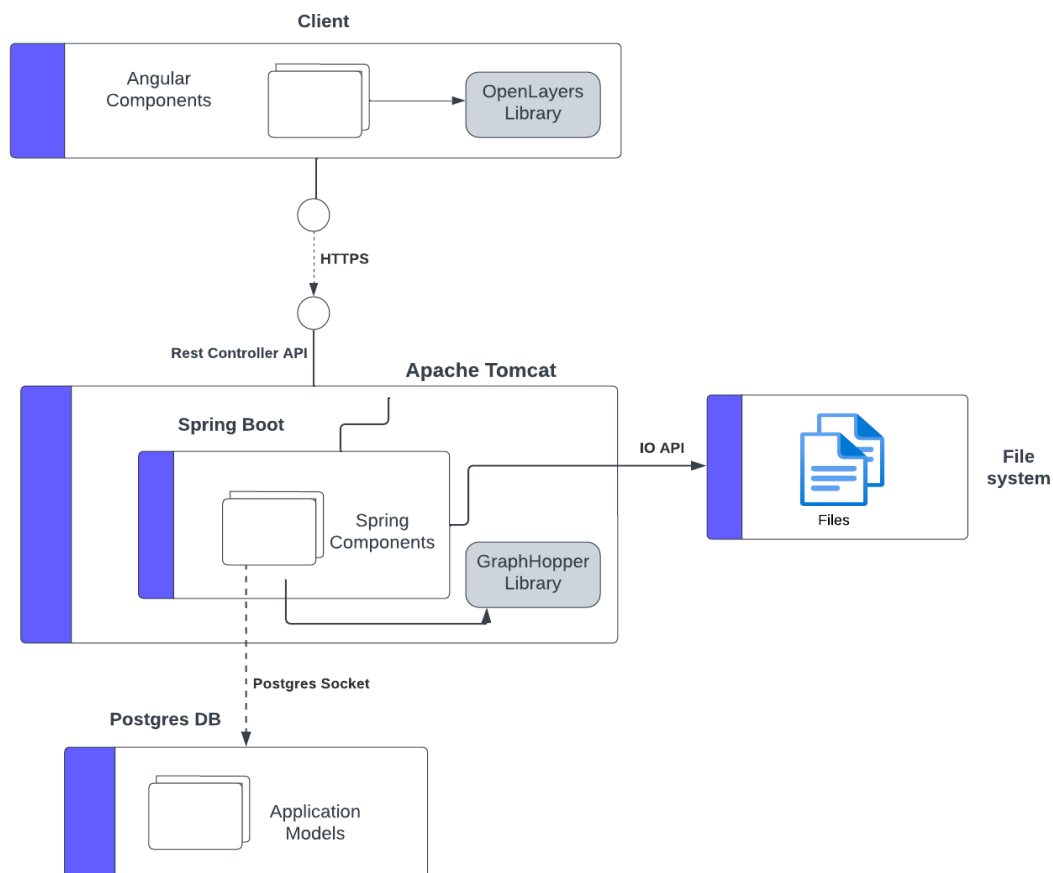 Client
Angular
Components
OpenLayers
Library
HTTPS
Rest Controller API
Apache Tomcat
Spring Boot
IO API
File
system
Files
Spring
Components
GraphHopper
Library
Postgres Socket
Postgres DB
Application
Models